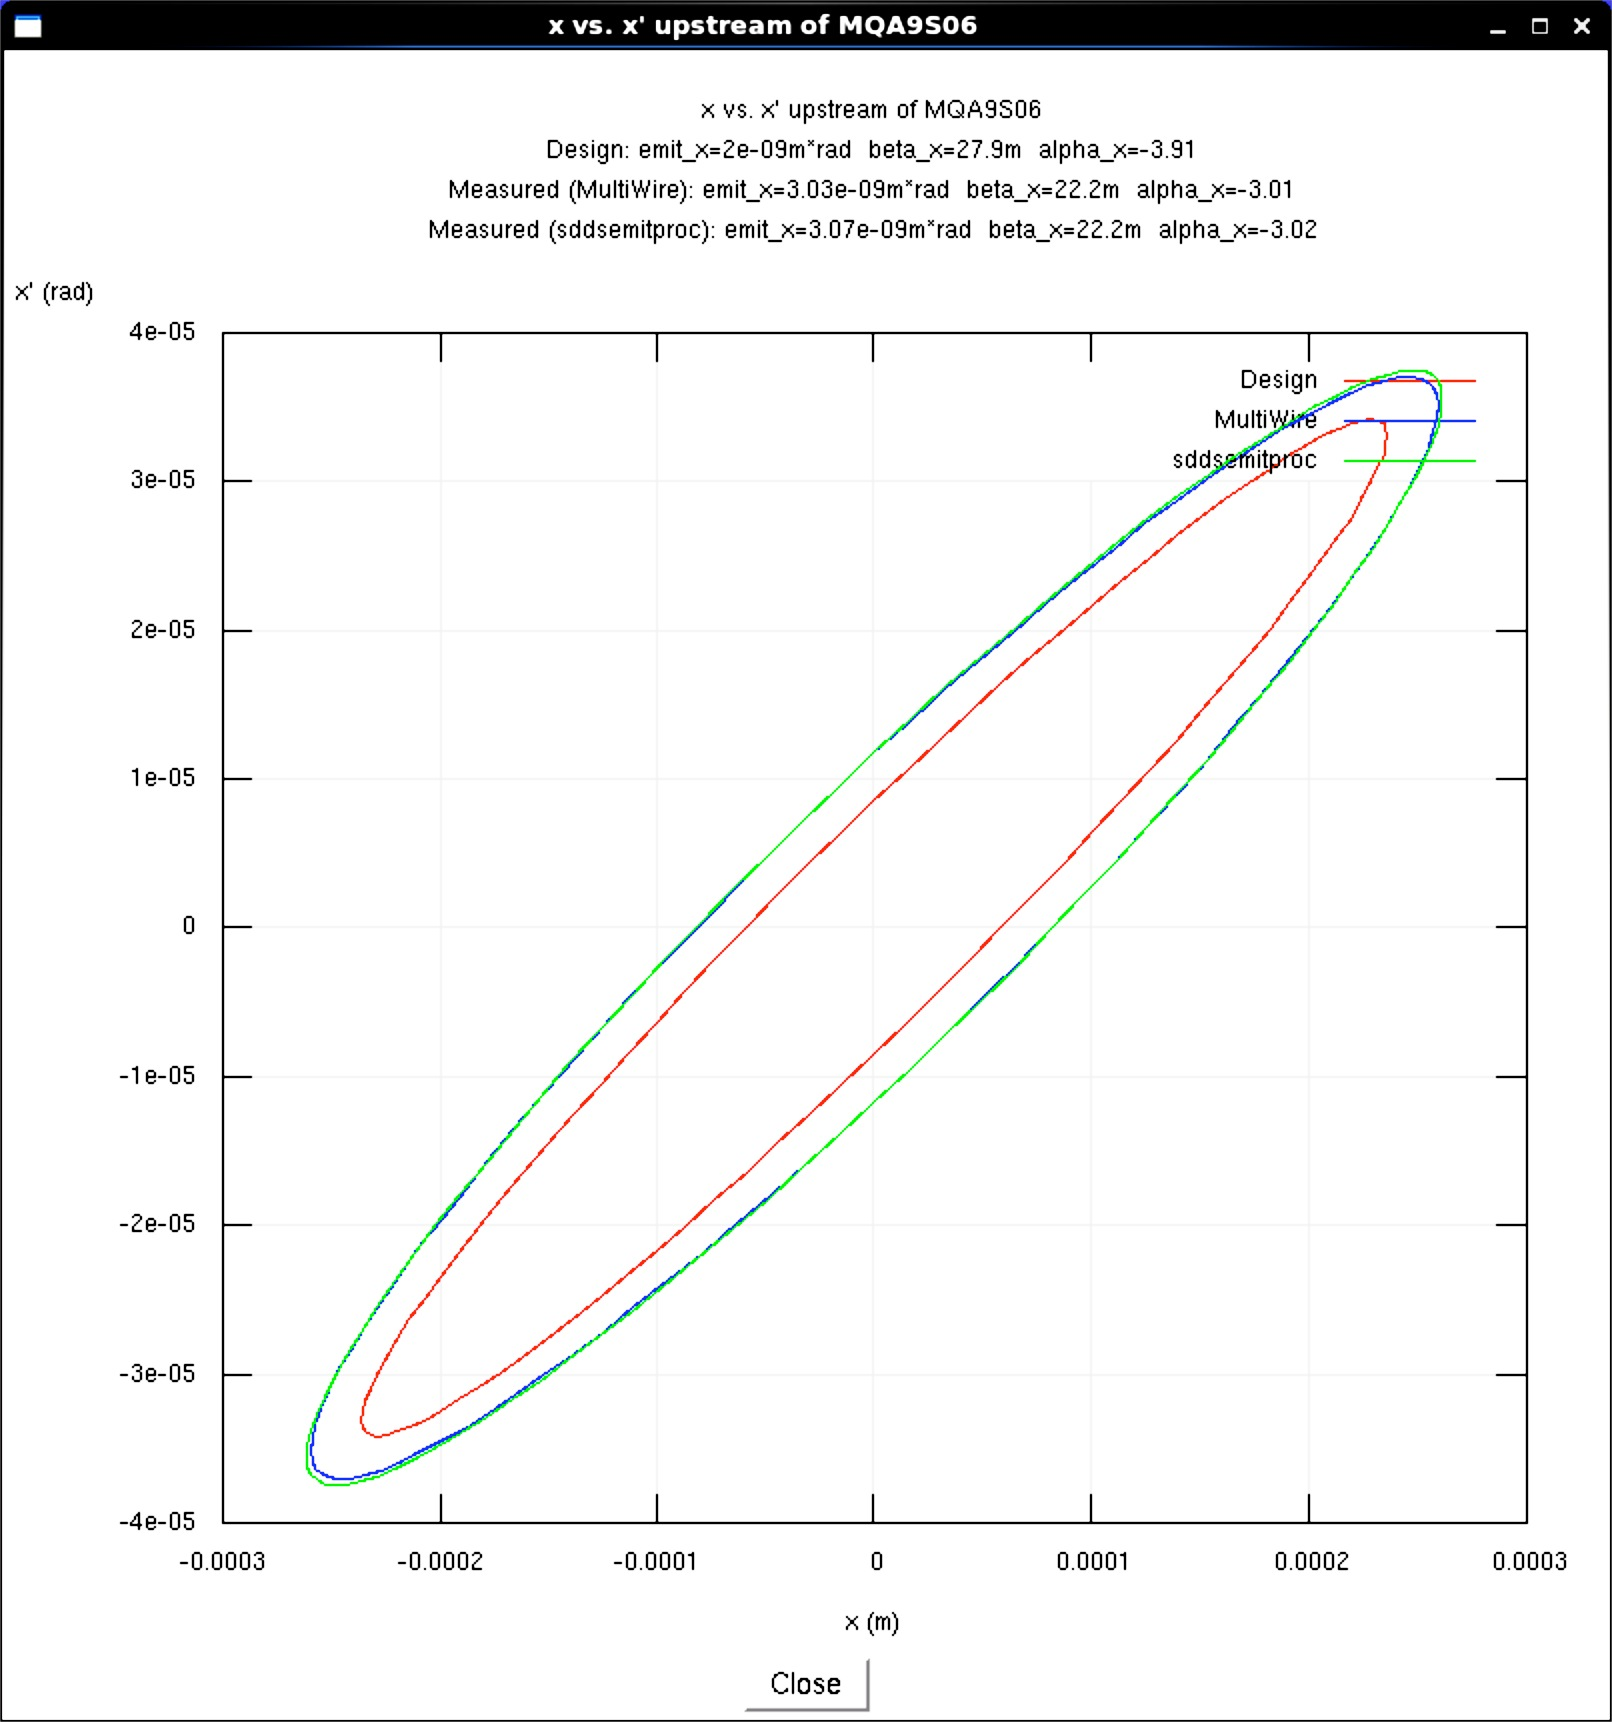 x vs. x' upstream of MQA9S06
x vs. x' upstream of MQA9S06
Design: emit_x=2e-09m*rad beta_x=27.9m alpha_x=-3.91
Measured (MultiWire): emit_x=3.03e-09m*rad beta_x=22.2m alpha_x=-3.01
Measured (sddsemitproc): emit_x=3.07e-09m*rad beta_x=22.2m alpha_x=-3.02
x' (rad)
4e-05
Design
MultiWire
sddsemitproc
3e-05
2e-05
1e-05
0
-1e-05
-2e-05
-3e-05
-4e-05
-0.0003 -0.0002 -0.0001 0 0.0001 0.0002 0.0003
x (m)
Close